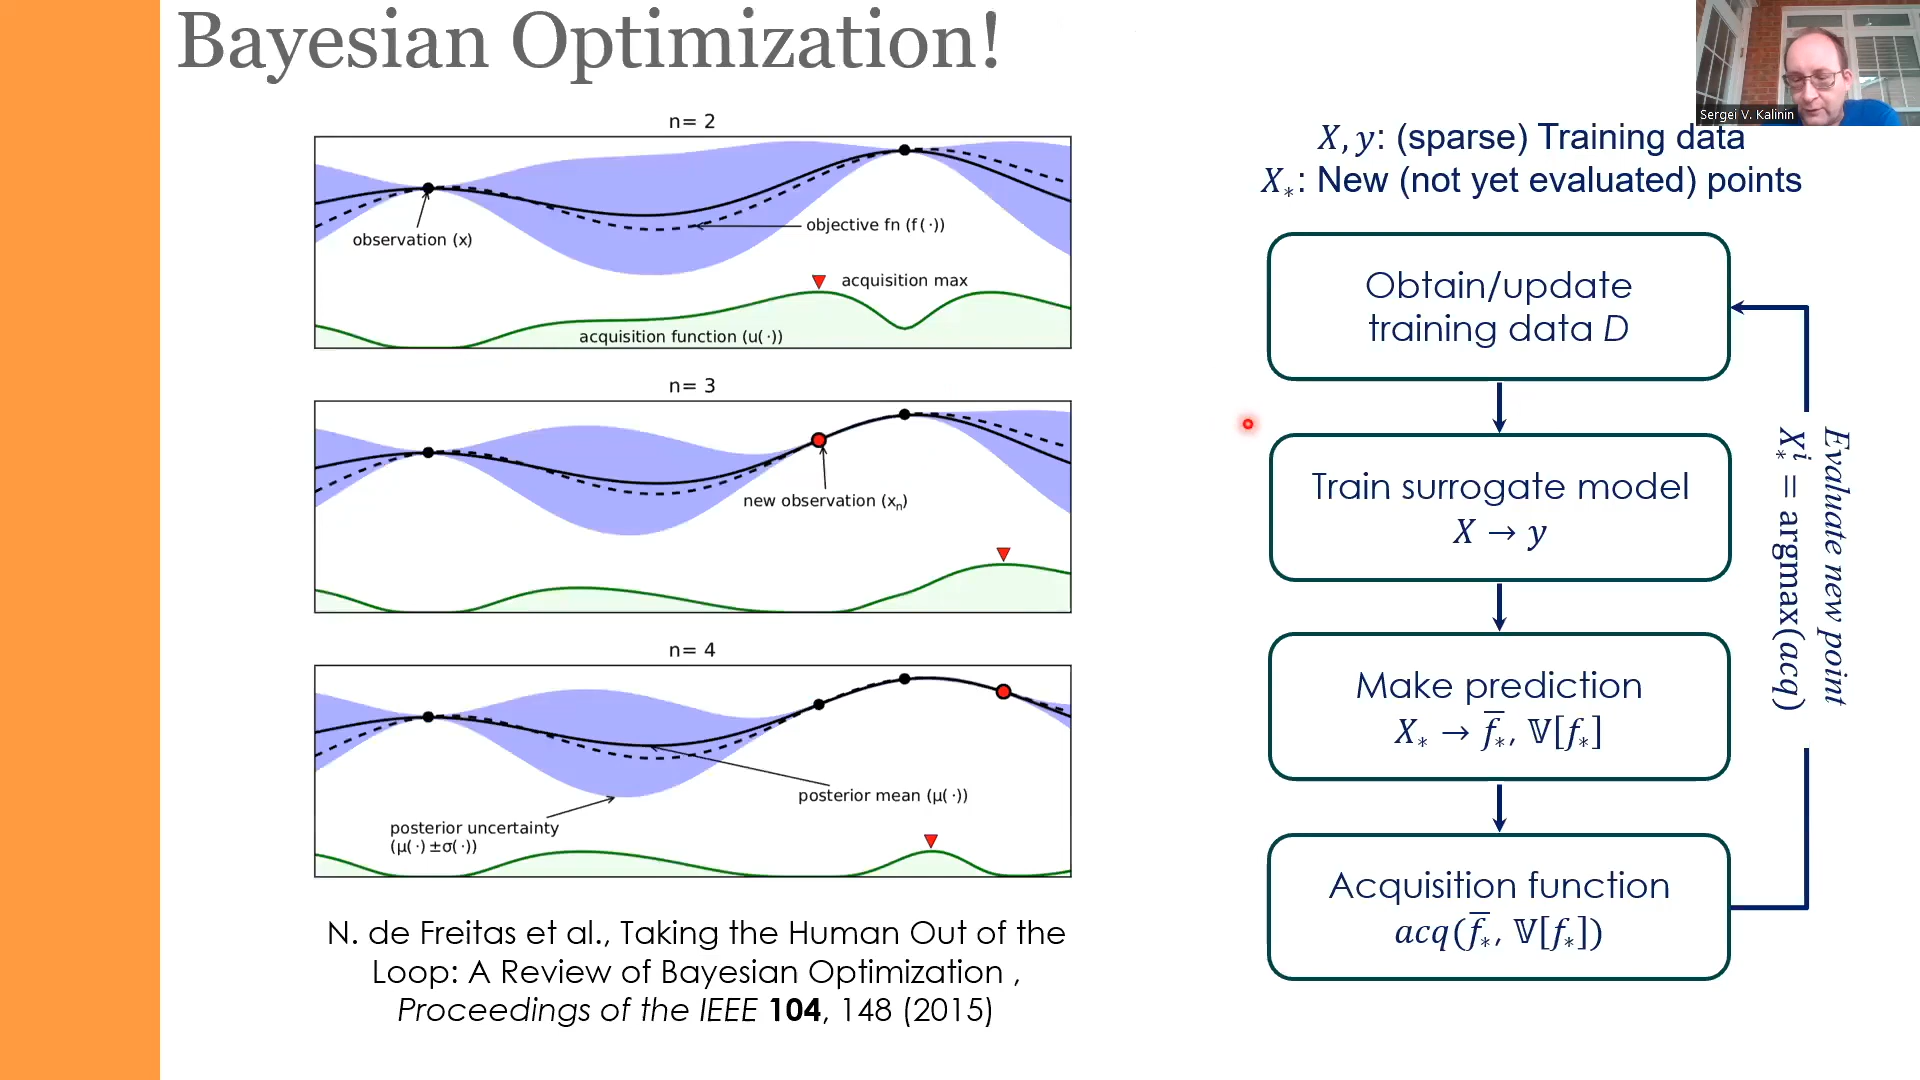 Bayesian Optimization!
Sergei V. Kalinin
n= 2
observation (x)
objective fn (f(·))
acquisition max
acquisition function (u(·))
n= 3
new observation (xₙ)
n= 4
posterior mean (μ(·))
posterior uncertainty
(μ(·)±σ(·))
N. de Freitas et al., Taking the Human Out of the
Loop: A Review of Bayesian Optimization ,
Proceedings of the IEEE 104, 148 (2015)
X, y: (sparse) Training data
X∗: New (not yet evaluated) points
Obtain/update
training data D
Train surrogate model
X → y
Make prediction
X∗ → f̅∗, 𝕍[f∗]
Acquisition function
acq(f̅∗, 𝕍[f∗])
Evaluate new point
X∗ⁱ = argmax(acq)